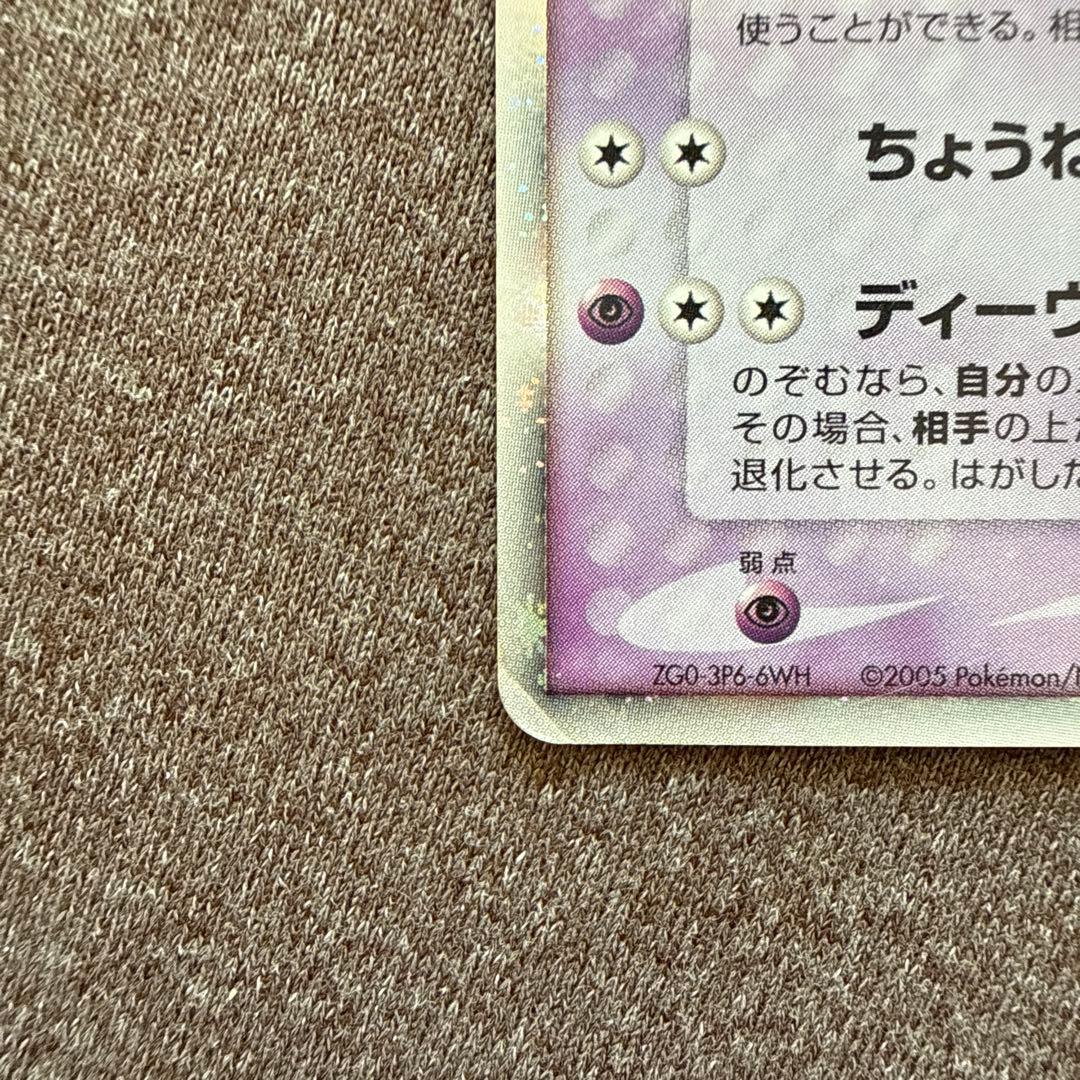 使うことができる。相
ちょうね
ディーヴ
のぞむなら、自分の
その場合、相手の上か
退化させる。はがした
弱点
ZG0-3P6-6WH ©2005 Pokémon/N